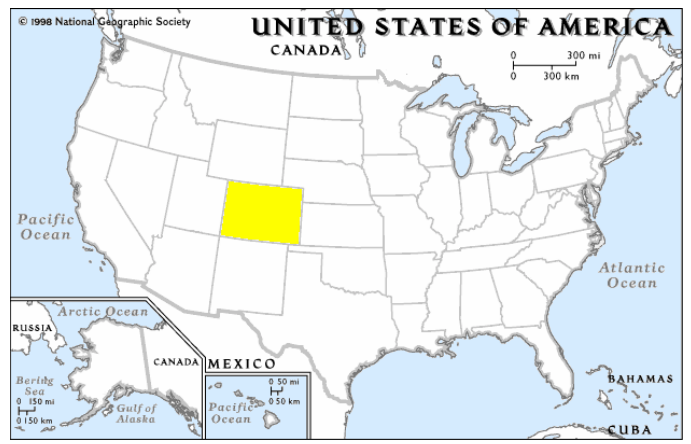 © 1998 National Geographic Society
UNITED STATES OF AMERICA
CANADA
0 300 mi
0 300 km
Pacific
Ocean
Atlantic
Ocean
Arctic Ocean
RUSSIA
CANADA
MEXICO
Bering
Sea
0 150 mi
0 150 km
Gulf of
Alaska
0 50 mi
0 50 km
Pacific
Ocean
BAHAMAS
CUBA